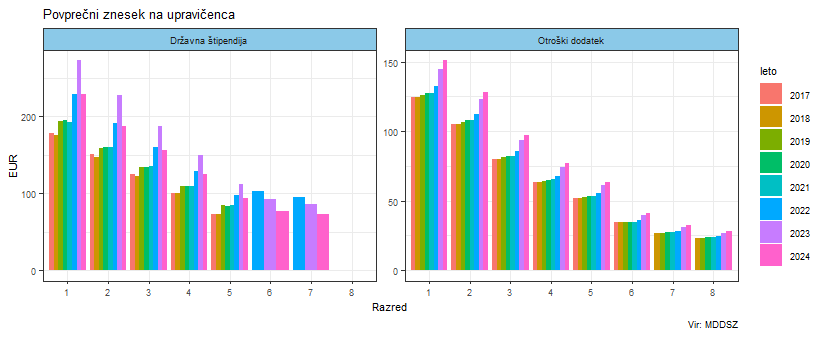 Povprečni znesek na upravičenca
Državna štipendija
Otroški dodatek
EUR
200
100
0
150
100
50
0
1 2 3 4 5 6 7 8
1 2 3 4 5 6 7 8
Razred
leto
2017
2018
2019
2020
2021
2022
2023
2024
Vir: MDDSZ